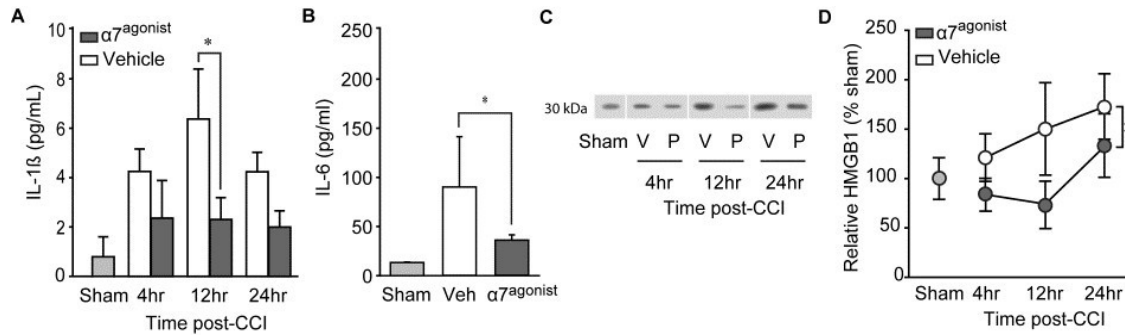 A
α7agonist
Vehicle
IL-1ß (pg/mL)
10
8
6
4
2
0
*
Sham 4hr 12hr 24hr
Time post-CCI
B
IL-6 (pg/ml)
250
200
150
100
50
0
*
Sham Veh α7agonist
C
30 kDa
Sham V P V P V P
4hr 12hr 24hr
Time post-CCI
D
α7agonist
Vehicle
Relative HMGB1 (% sham)
250
200
150
100
50
0
Sham 4hr 12hr 24hr
Time post-CCI